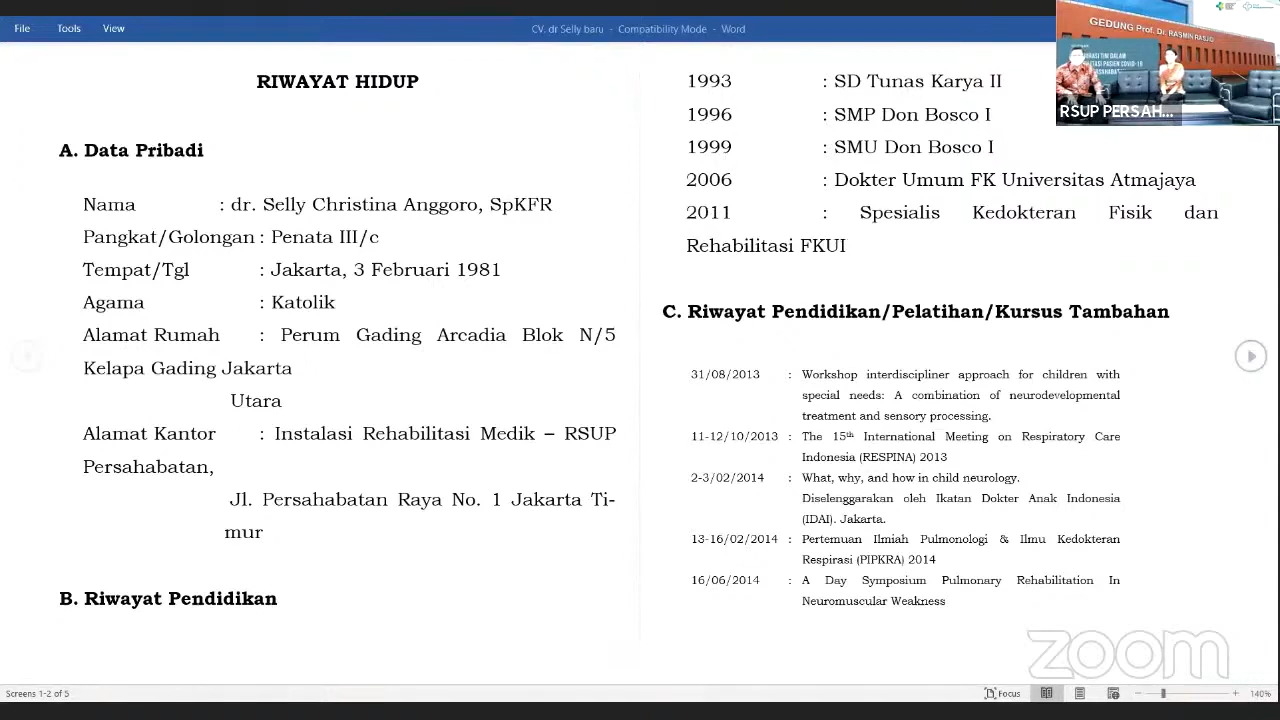 File Tools View
CV. dr Selly baru - Compatibility Mode - Word
RIWAYAT HIDUP
A. Data Pribadi
Nama : dr. Selly Christina Anggoro, SpKFR
Pangkat/Golongan : Penata III/c
Tempat/Tgl : Jakarta, 3 Februari 1981
Agama : Katolik
Alamat Rumah : Perum Gading Arcadia Blok N/5
Kelapa Gading Jakarta
Utara
Alamat Kantor : Instalasi Rehabilitasi Medik – RSUP
Persahabatan,
Jl. Persahabatan Raya No. 1 Jakarta Ti-
mur
B. Riwayat Pendidikan
1993 : SD Tunas Karya II
1996 : SMP Don Bosco I
1999 : SMU Don Bosco I
2006 : Dokter Umum FK Universitas Atmajaya
2011 : Spesialis Kedokteran Fisik dan
Rehabilitasi FKUI
C. Riwayat Pendidikan/Pelatihan/Kursus Tambahan
31/08/2013 : Workshop interdiscipliner approach for children with
special needs: A combination of neurodevelopmental
treatment and sensory processing.
11-12/10/2013 : The 15th International Meeting on Respiratory Care
Indonesia (RESPINA) 2013
2-3/02/2014 : What, why, and how in child neurology.
Diselenggarakan oleh Ikatan Dokter Anak Indonesia
(IDAI). Jakarta.
13-16/02/2014 : Pertemuan Ilmiah Pulmonologi & Ilmu Kedokteran
Respirasi (PIPKRA) 2014
16/06/2014 : A Day Symposium Pulmonary Rehabilitation In
Neuromuscular Weakness
GEDUNG Prof. Dr. RASMIN RASJID
PASIEN COVID-19
RSUP PERSAH...
zoom
Screens 1-2 of 5
Focus
140%